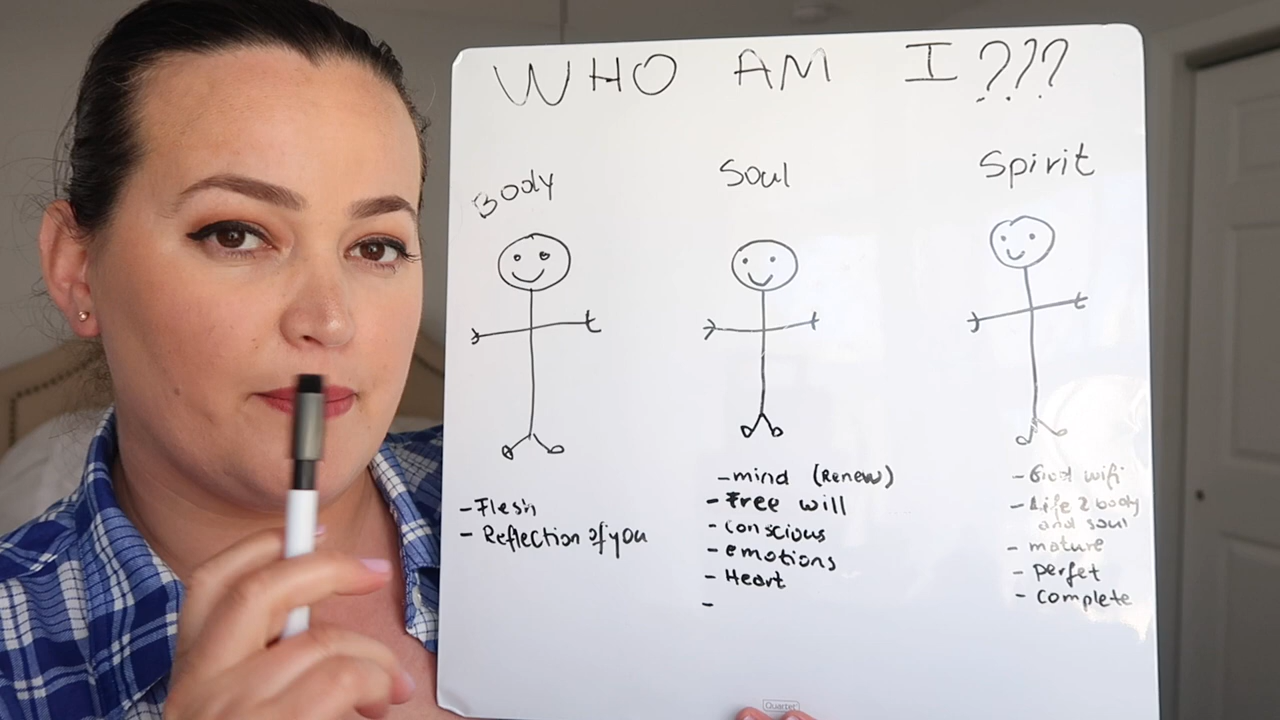 WHO AM I???
Body
Soul
Spirit
- Flesh
- Reflection of you
- mind (Renew)
- Free will
- Conscious
- emotions
- Heart
-
- Good wifi
- Life 2 body
and soul
- mature
- perfet
- complete
Quartet